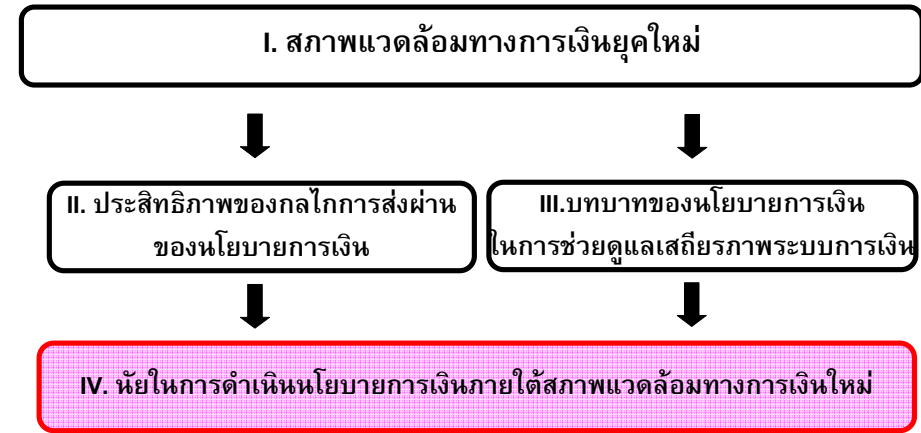 I. สภาพแวดล้อมทางการเงินยุคใหม่
II. ประสิทธิภาพของกลไกการส่งผ่าน
ของนโยบายการเงิน
III.บทบาทของนโยบายการเงิน
ในการช่วยดูแลเสถียรภาพระบบการเงิน
IV. นัยในการดำเนินนโยบายการเงินภายใต้สภาพแวดล้อมทางการเงินใหม่